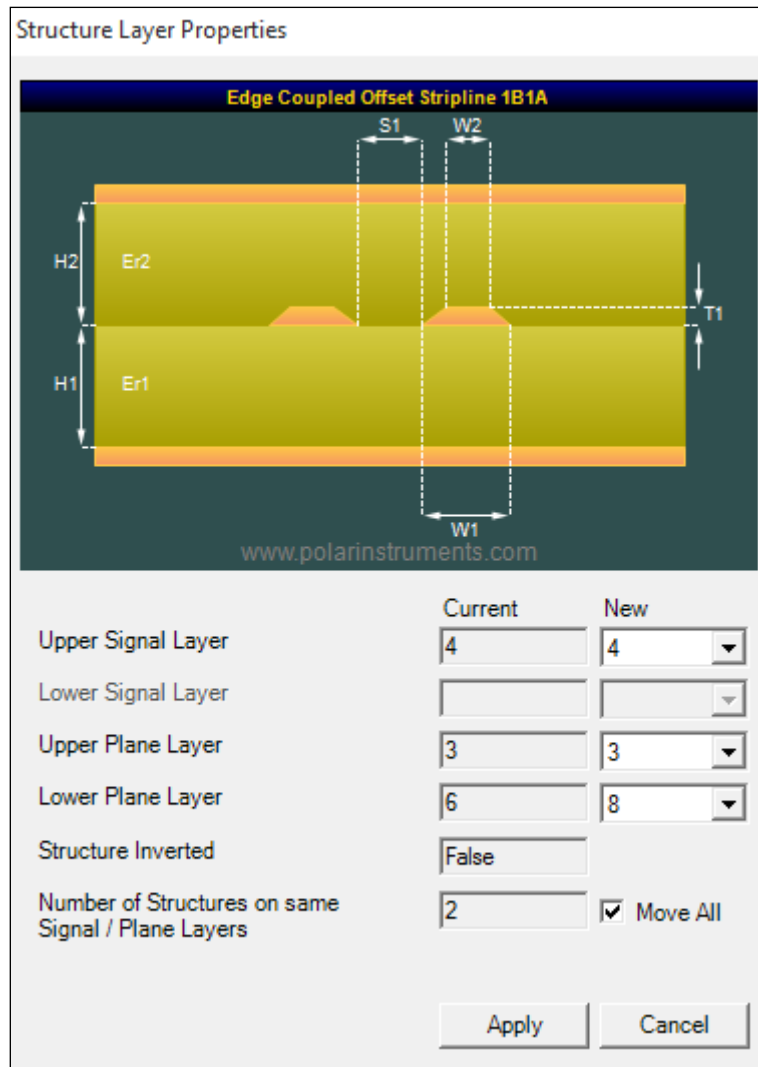 Structure Layer Properties
Edge Coupled Offset Stripline 1B1A
S1 W2
H2 Er2
T1
H1 Er1
W1
www.polarinstruments.com
Current New
Upper Signal Layer 4 4
Lower Signal Layer
Upper Plane Layer 3 3
Lower Plane Layer 6 8
Structure Inverted False
Number of Structures on same 2 Move All
Signal / Plane Layers
Apply Cancel